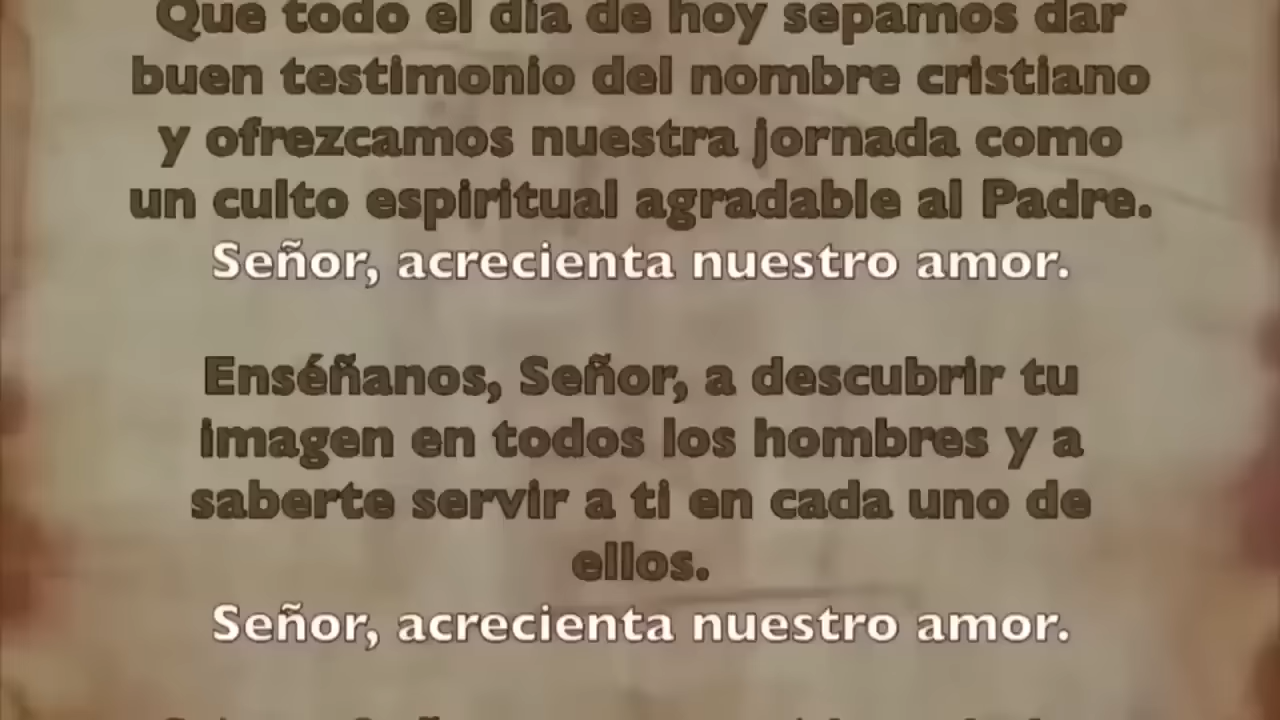 Que todo el día de hoy sepamos dar
buen testimonio del nombre cristiano
y ofrezcamos nuestra jornada como
un culto espiritual agradable al Padre.
Señor, acrecienta nuestro amor.
Enséñanos, Señor, a descubrir tu
imagen en todos los hombres y a
saberte servir a ti en cada uno de
ellos.
Señor, acrecienta nuestro amor.